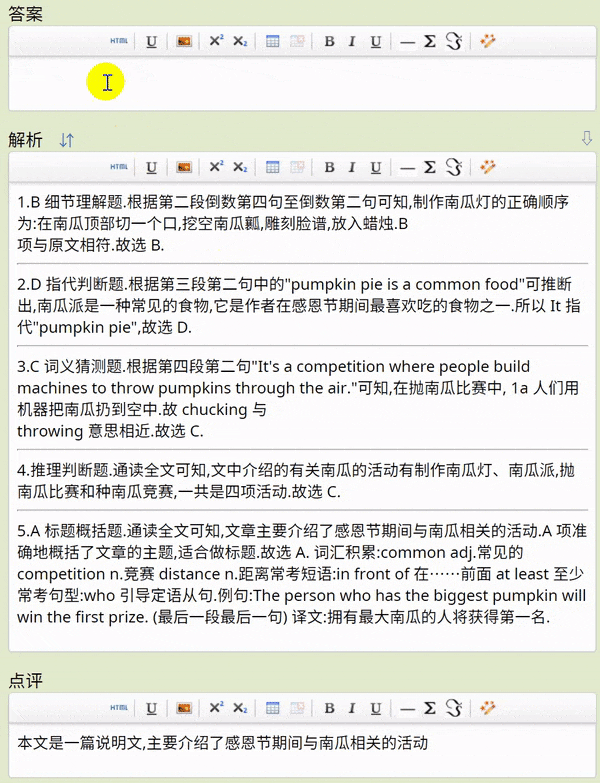 答案
HTML U X² X₂ B I U — Σ
解析
HTML U X² X₂ B I U — Σ
1.B 细节理解题.根据第二段倒数第四句至倒数第二句可知,制作南瓜灯的正确顺序
为:在南瓜顶部切一个口,挖空南瓜瓤,雕刻脸谱,放入蜡烛.B
项与原文相符.故选 B.
2.D 指代判断题.根据第三段第二句中的"pumpkin pie is a common food"可推断
出,南瓜派是一种常见的食物,它是作者在感恩节期间最喜欢吃的食物之一.所以 It 指
代"pumpkin pie",故选 D.
3.C 词义猜测题.根据第四段第二句"It's a competition where people build
machines to throw pumpkins through the air."可知,在抛南瓜比赛中, 1a 人们用
机器把南瓜扔到空中.故 chucking 与
throwing 意思相近.故选 C.
4.推理判断题.通读全文可知,文中介绍的有关南瓜的活动有制作南瓜灯、南瓜派,抛
南瓜比赛和种南瓜竞赛,一共是四项活动.故选 C.
5.A 标题概括题.通读全文可知,文章主要介绍了感恩节期间与南瓜相关的活动.A 项准
确地概括了文章的主题,适合做标题.故选 A. 词汇积累:common adj.常见的
competition n.竞赛 distance n.距离常考短语:in front of 在……前面 at least 至少
常考句型:who 引导定语从句.例句:The person who has the biggest pumpkin will
win the first prize. (最后一段最后一句) 译文:拥有最大南瓜的人将获得第一名.
点评
HTML U X² X₂ B I U — Σ
本文是一篇说明文,主要介绍了感恩节期间与南瓜相关的活动